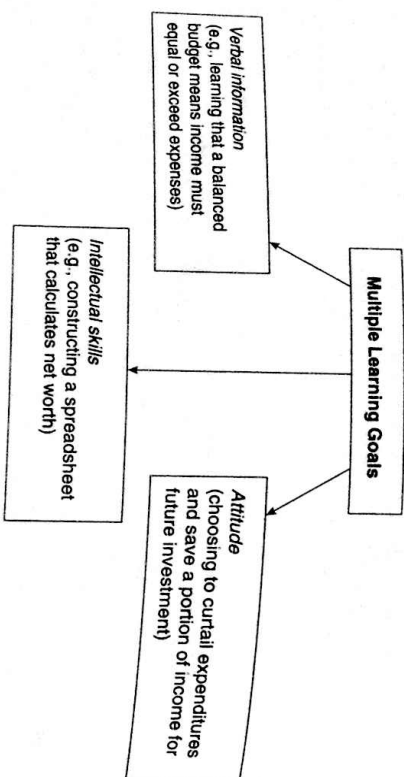 Multiple Learning Goals
Verbal information
(e.g., learning that a balanced
budget means income must
equal or exceed expenses)
Intellectual skills
(e.g., constructing a spreadsheet
that calculates net worth)
Attitude
(choosing to curtail expenditures
and save a portion of income for
future investment)